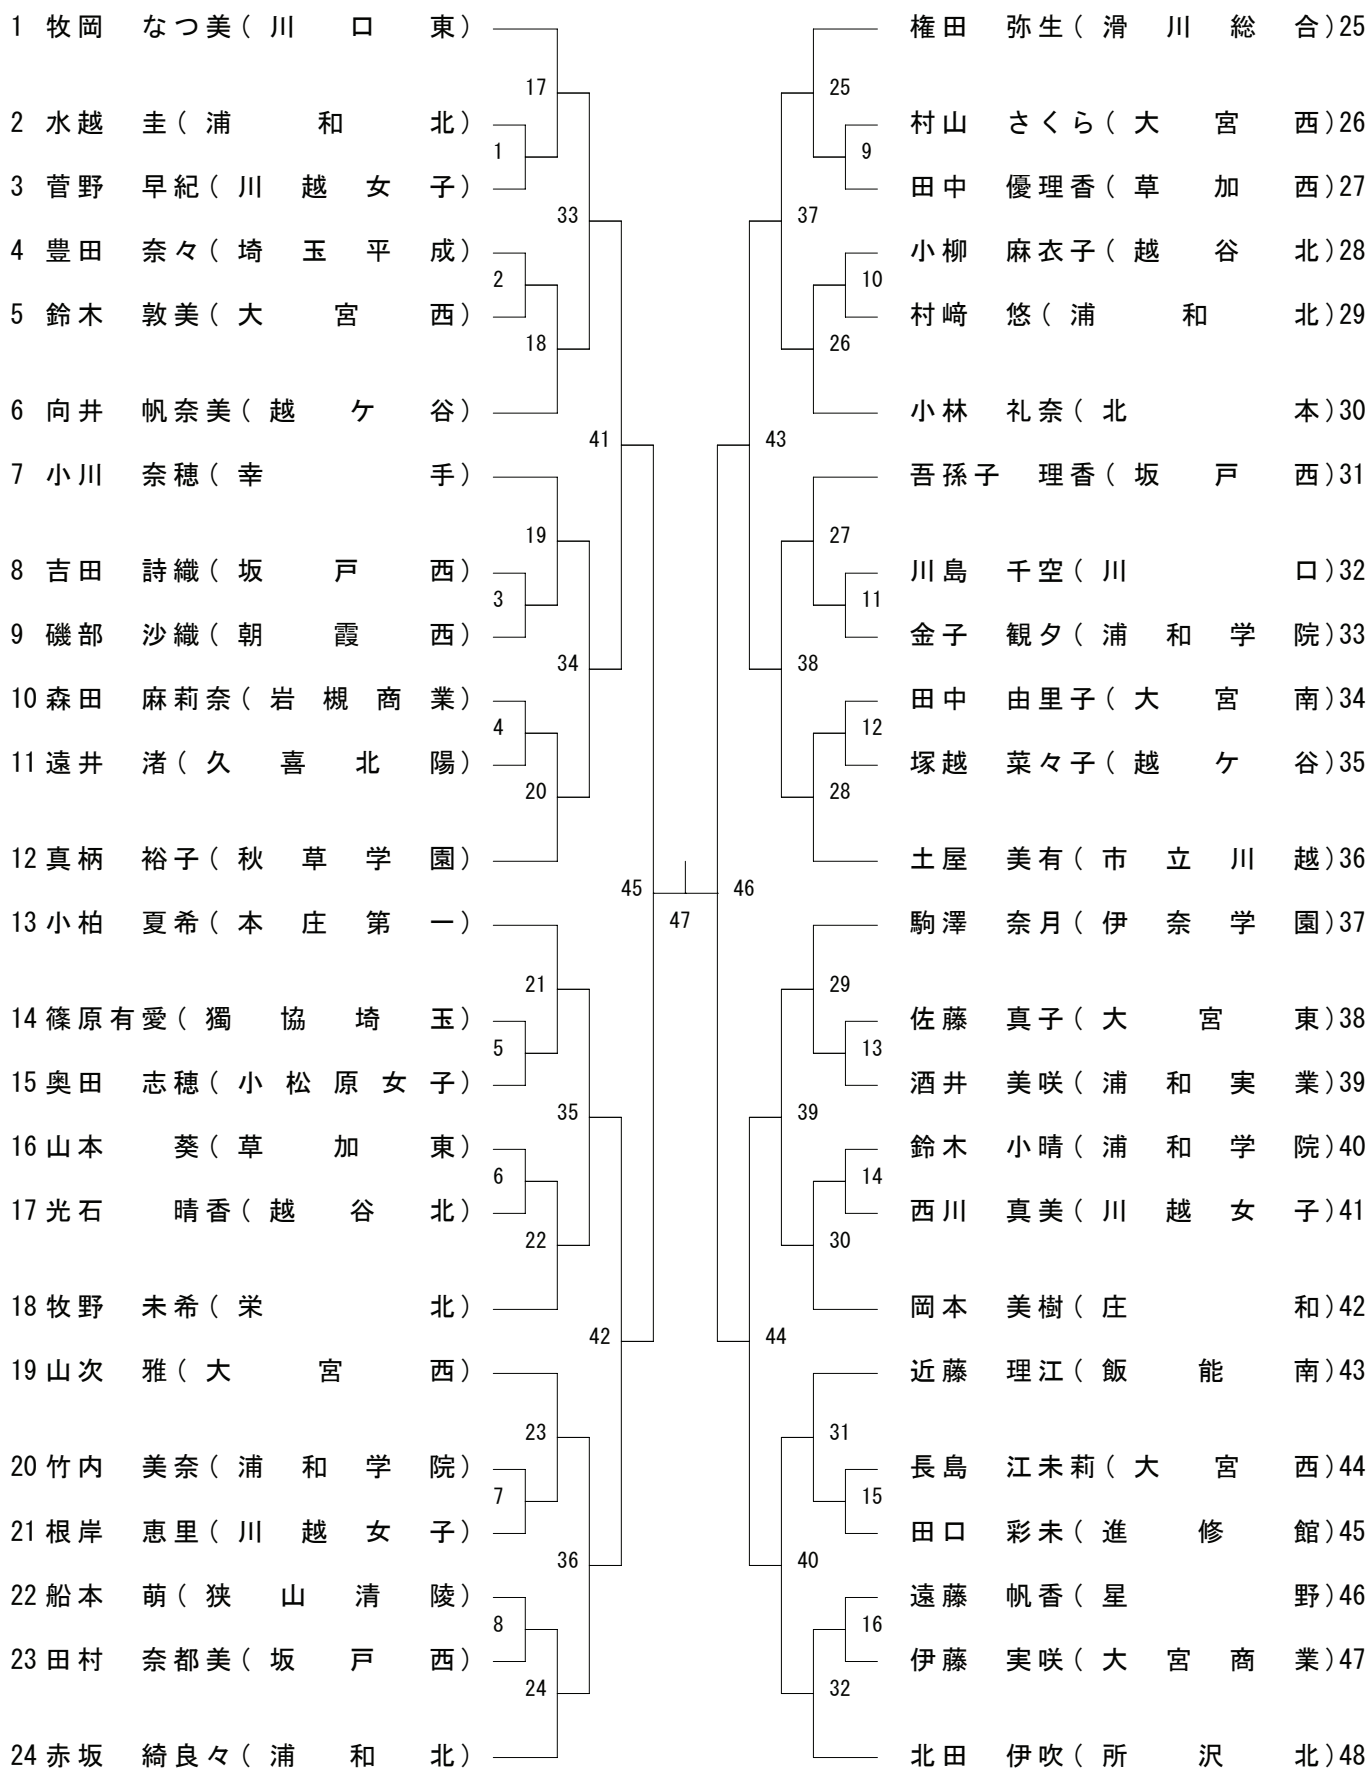 1 牧岡 なつ美(川口東)
17
2 水越 圭(浦和北)
1
3 菅野 早紀(川越女子)
33
4 豊田 奈々(埼玉平成)
2
5 鈴木 敦美(大宮西)
18
6 向井 帆奈美(越ケ谷)
41
7 小川 奈穂(幸手)
19
8 吉田 詩織(坂戸西)
3
9 磯部 沙織(朝霞西)
34
10 森田 麻莉奈(岩槻商業)
4
11 遠井 渚(久喜北陽)
20
12 真柄 裕子(秋草学園)
45
13 小柏 夏希(本庄第一)
21
14 篠原有愛(獨協埼玉)
5
15 奥田 志穂(小松原女子)
35
16 山本 葵(草加東)
6
17 光石 晴香(越谷北)
22
18 牧野 未希(栄北)
42
19 山次 雅(大宮西)
23
20 竹内 美奈(浦和学院)
7
21 根岸 恵里(川越女子)
36
22 船本 萌(狭山清陵)
8
23 田村 奈都美(坂戸西)
24
24 赤坂 綺良々(浦和北)
47
権田 弥生(滑川総合)25
25
村山 さくら(大宮西)26
9
田中 優理香(草加西)27
37
小柳 麻衣子(越谷北)28
10
村﨑 悠(浦和北)29
26
小林 礼奈(北本)30
43
吾孫子 理香(坂戸西)31
27
川島 千空(川口)32
11
金子 観夕(浦和学院)33
38
田中 由里子(大宮南)34
12
塚越 菜々子(越ケ谷)35
28
土屋 美有(市立川越)36
46
駒澤 奈月(伊奈学園)37
29
佐藤 真子(大宮東)38
13
酒井 美咲(浦和実業)39
39
鈴木 小晴(浦和学院)40
14
西川 真美(川越女子)41
30
岡本 美樹(庄和)42
44
近藤 理江(飯能南)43
31
長島 江未莉(大宮西)44
15
田口 彩未(進修館)45
40
遠藤 帆香(星野)46
16
伊藤 実咲(大宮商業)47
32
北田 伊吹(所沢北)48